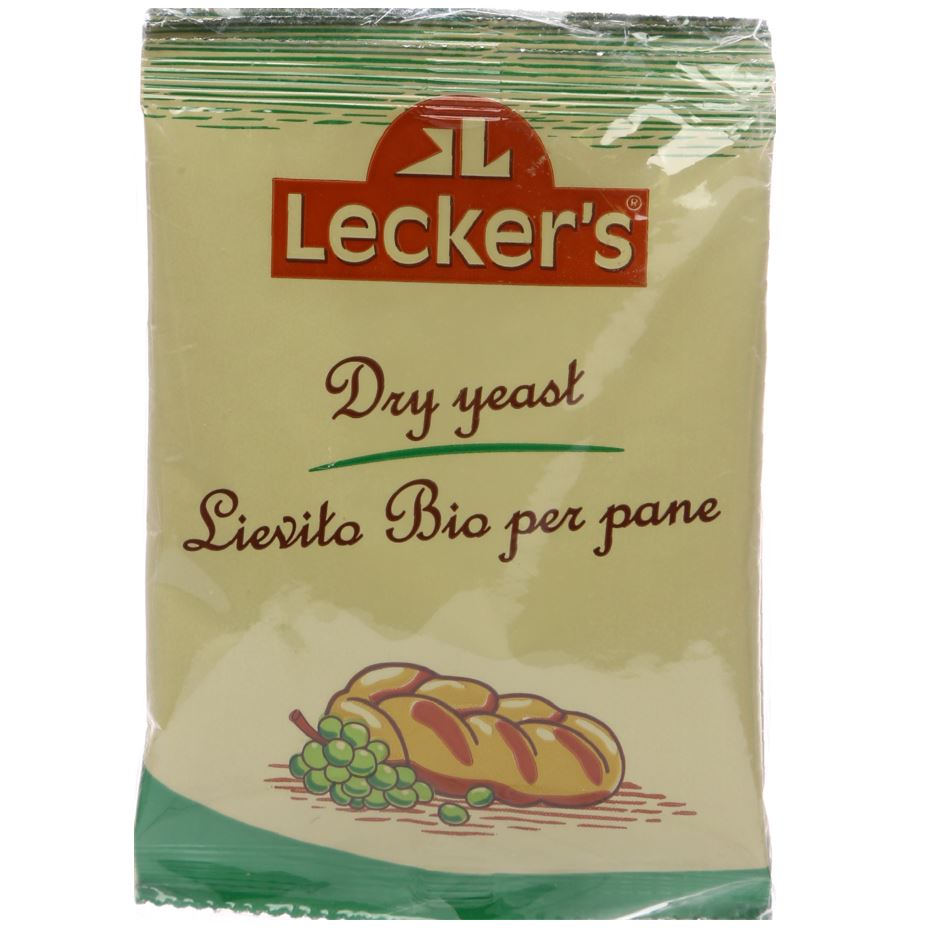 LECKER'S®
Dry yeast
Lievito Bio per pane